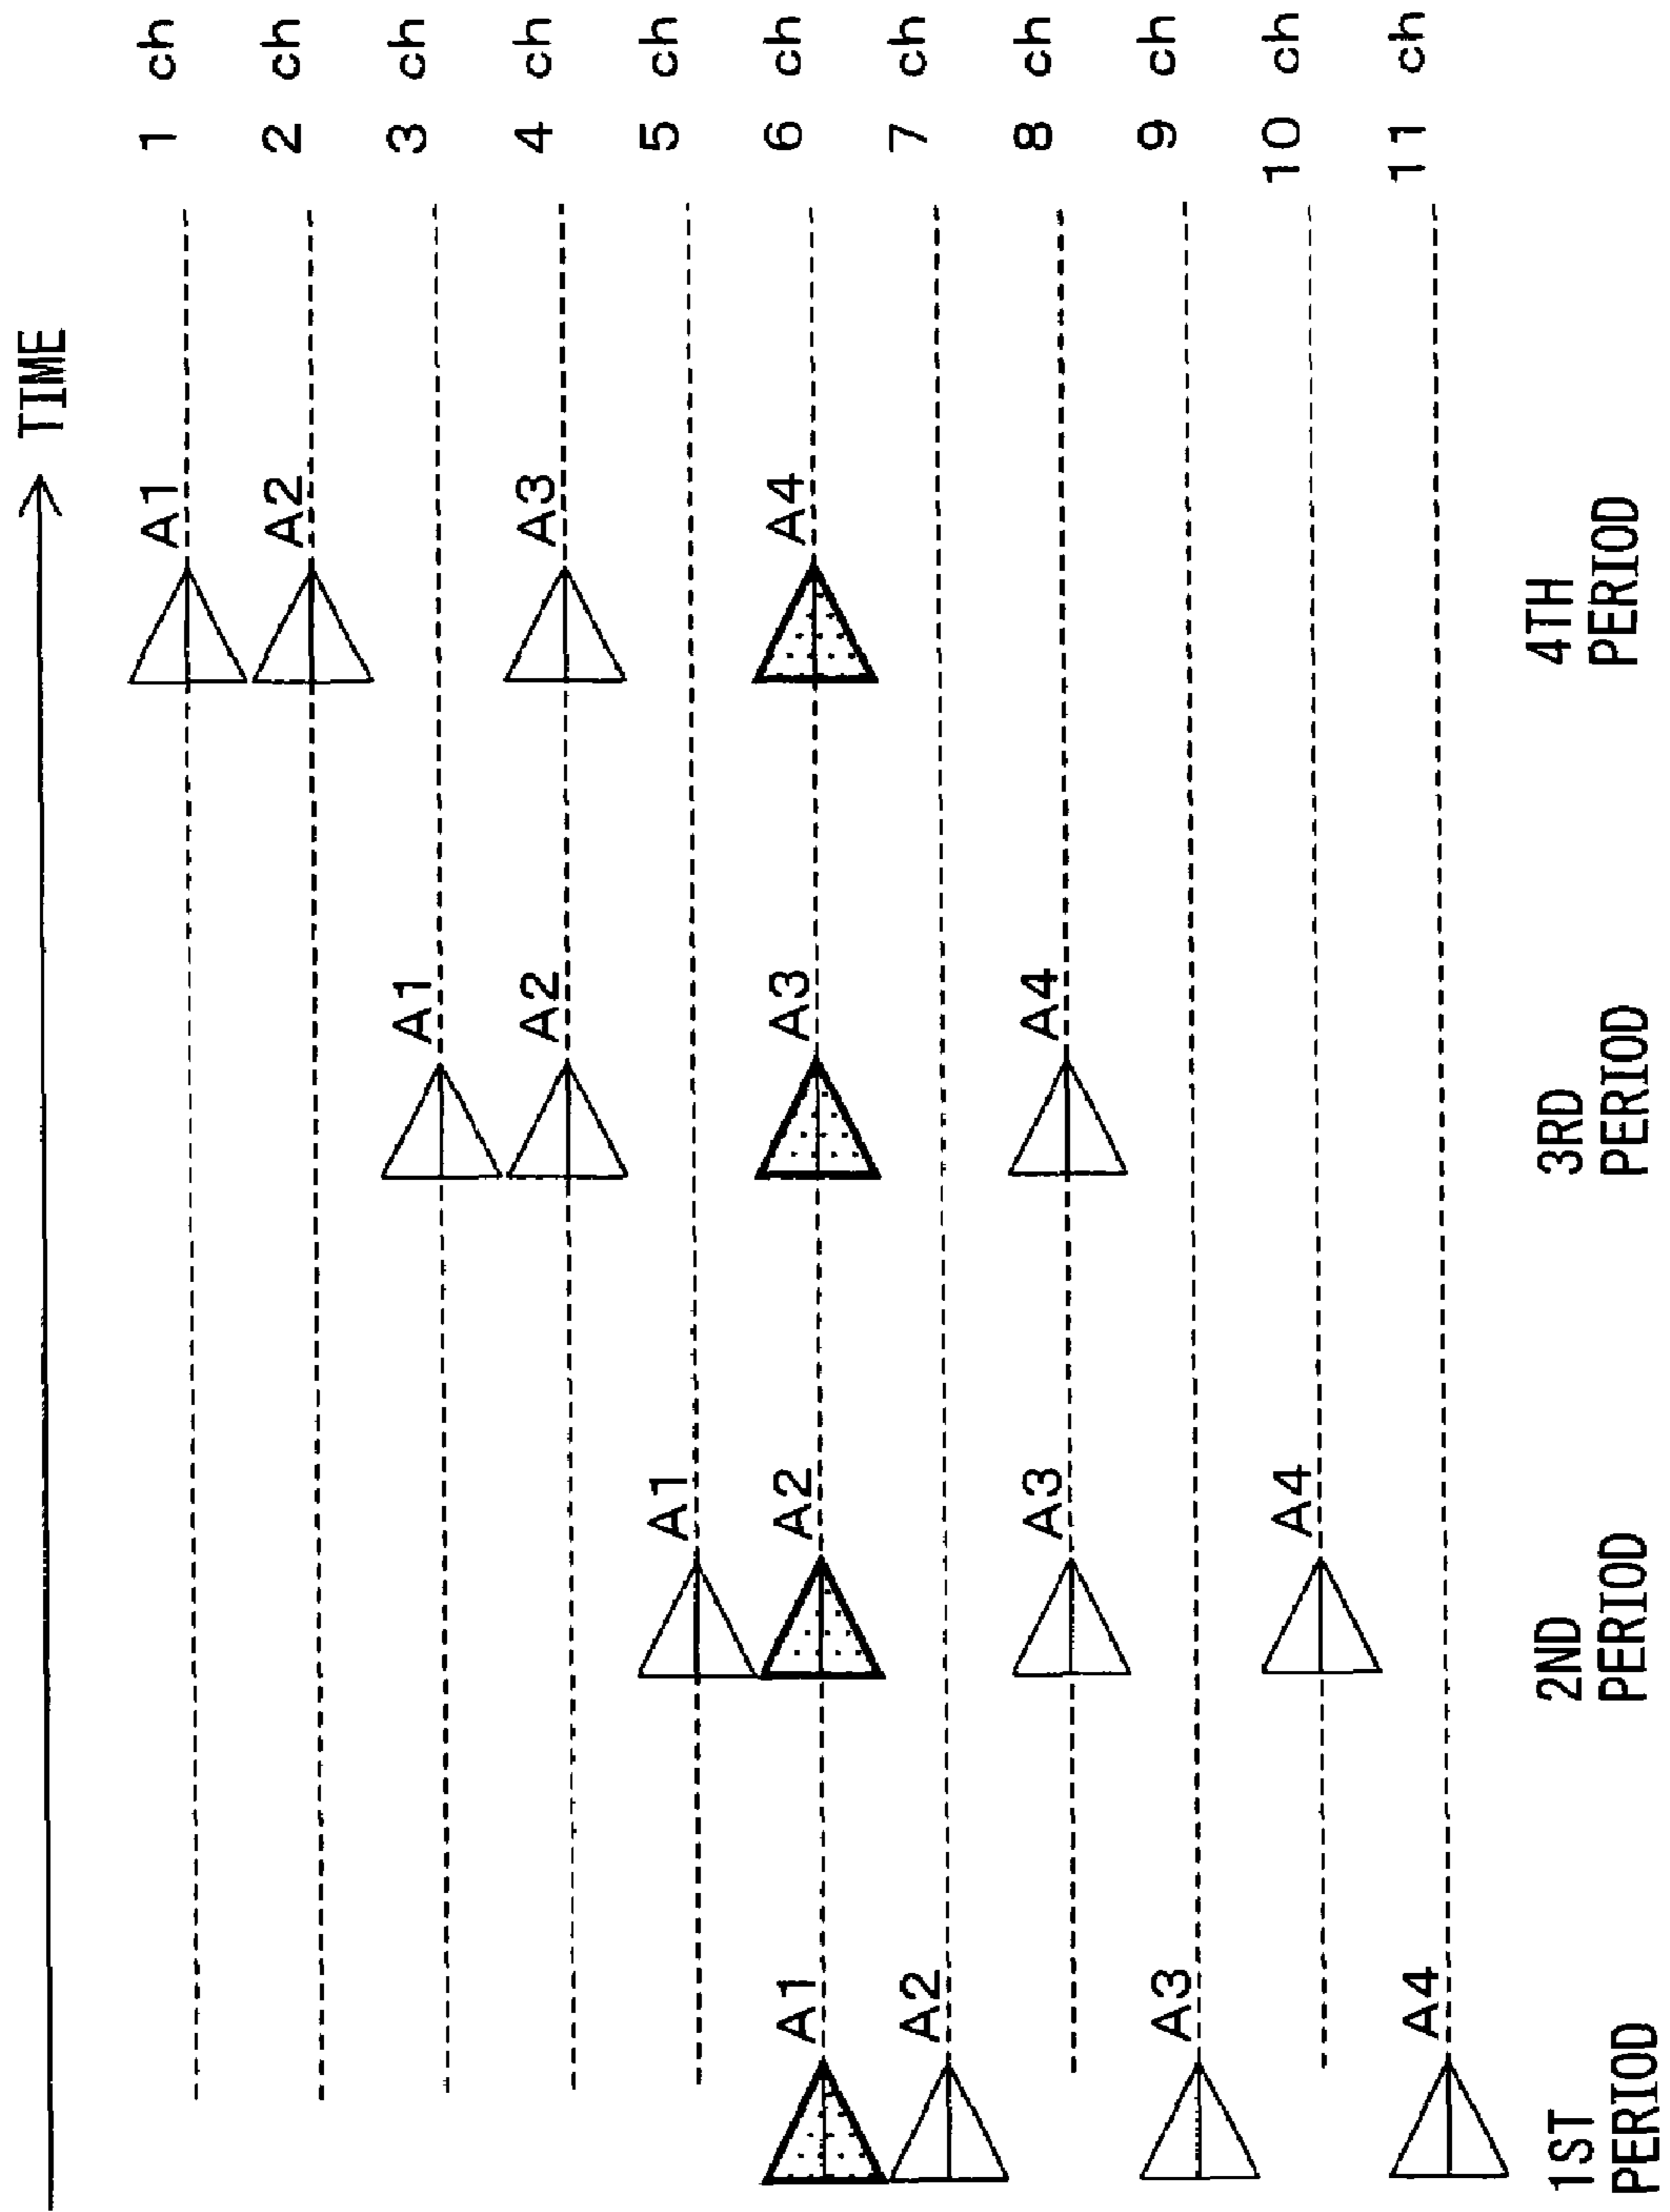 TIME
A1 1 ch
A2 2 ch
A1 3 ch
A2 A3 4 ch
A1 5 ch
A1 A2 A3 A4 6 ch
A2 7 ch
A3 A4 8 ch
A3 9 ch
A4 10 ch
A4 11 ch
1ST PERIOD
2ND PERIOD
3RD PERIOD
4TH PERIOD